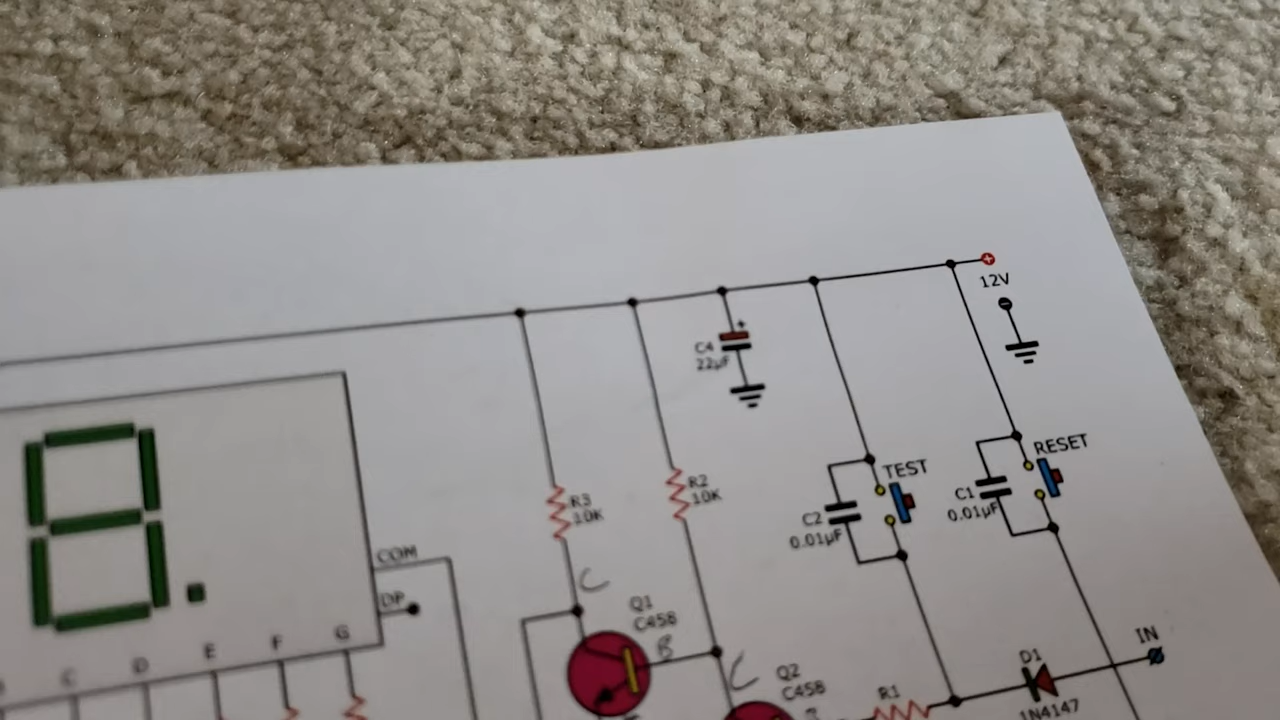 12V
C4
22µF
RESET
TEST
C1
0.01µF
C2
0.01µF
R2
10K
R3
10K
COM
DP
C
Q1
C458
B
IN
D1
1N4147
Q2
C458
C
R1
C
D
E
F
G